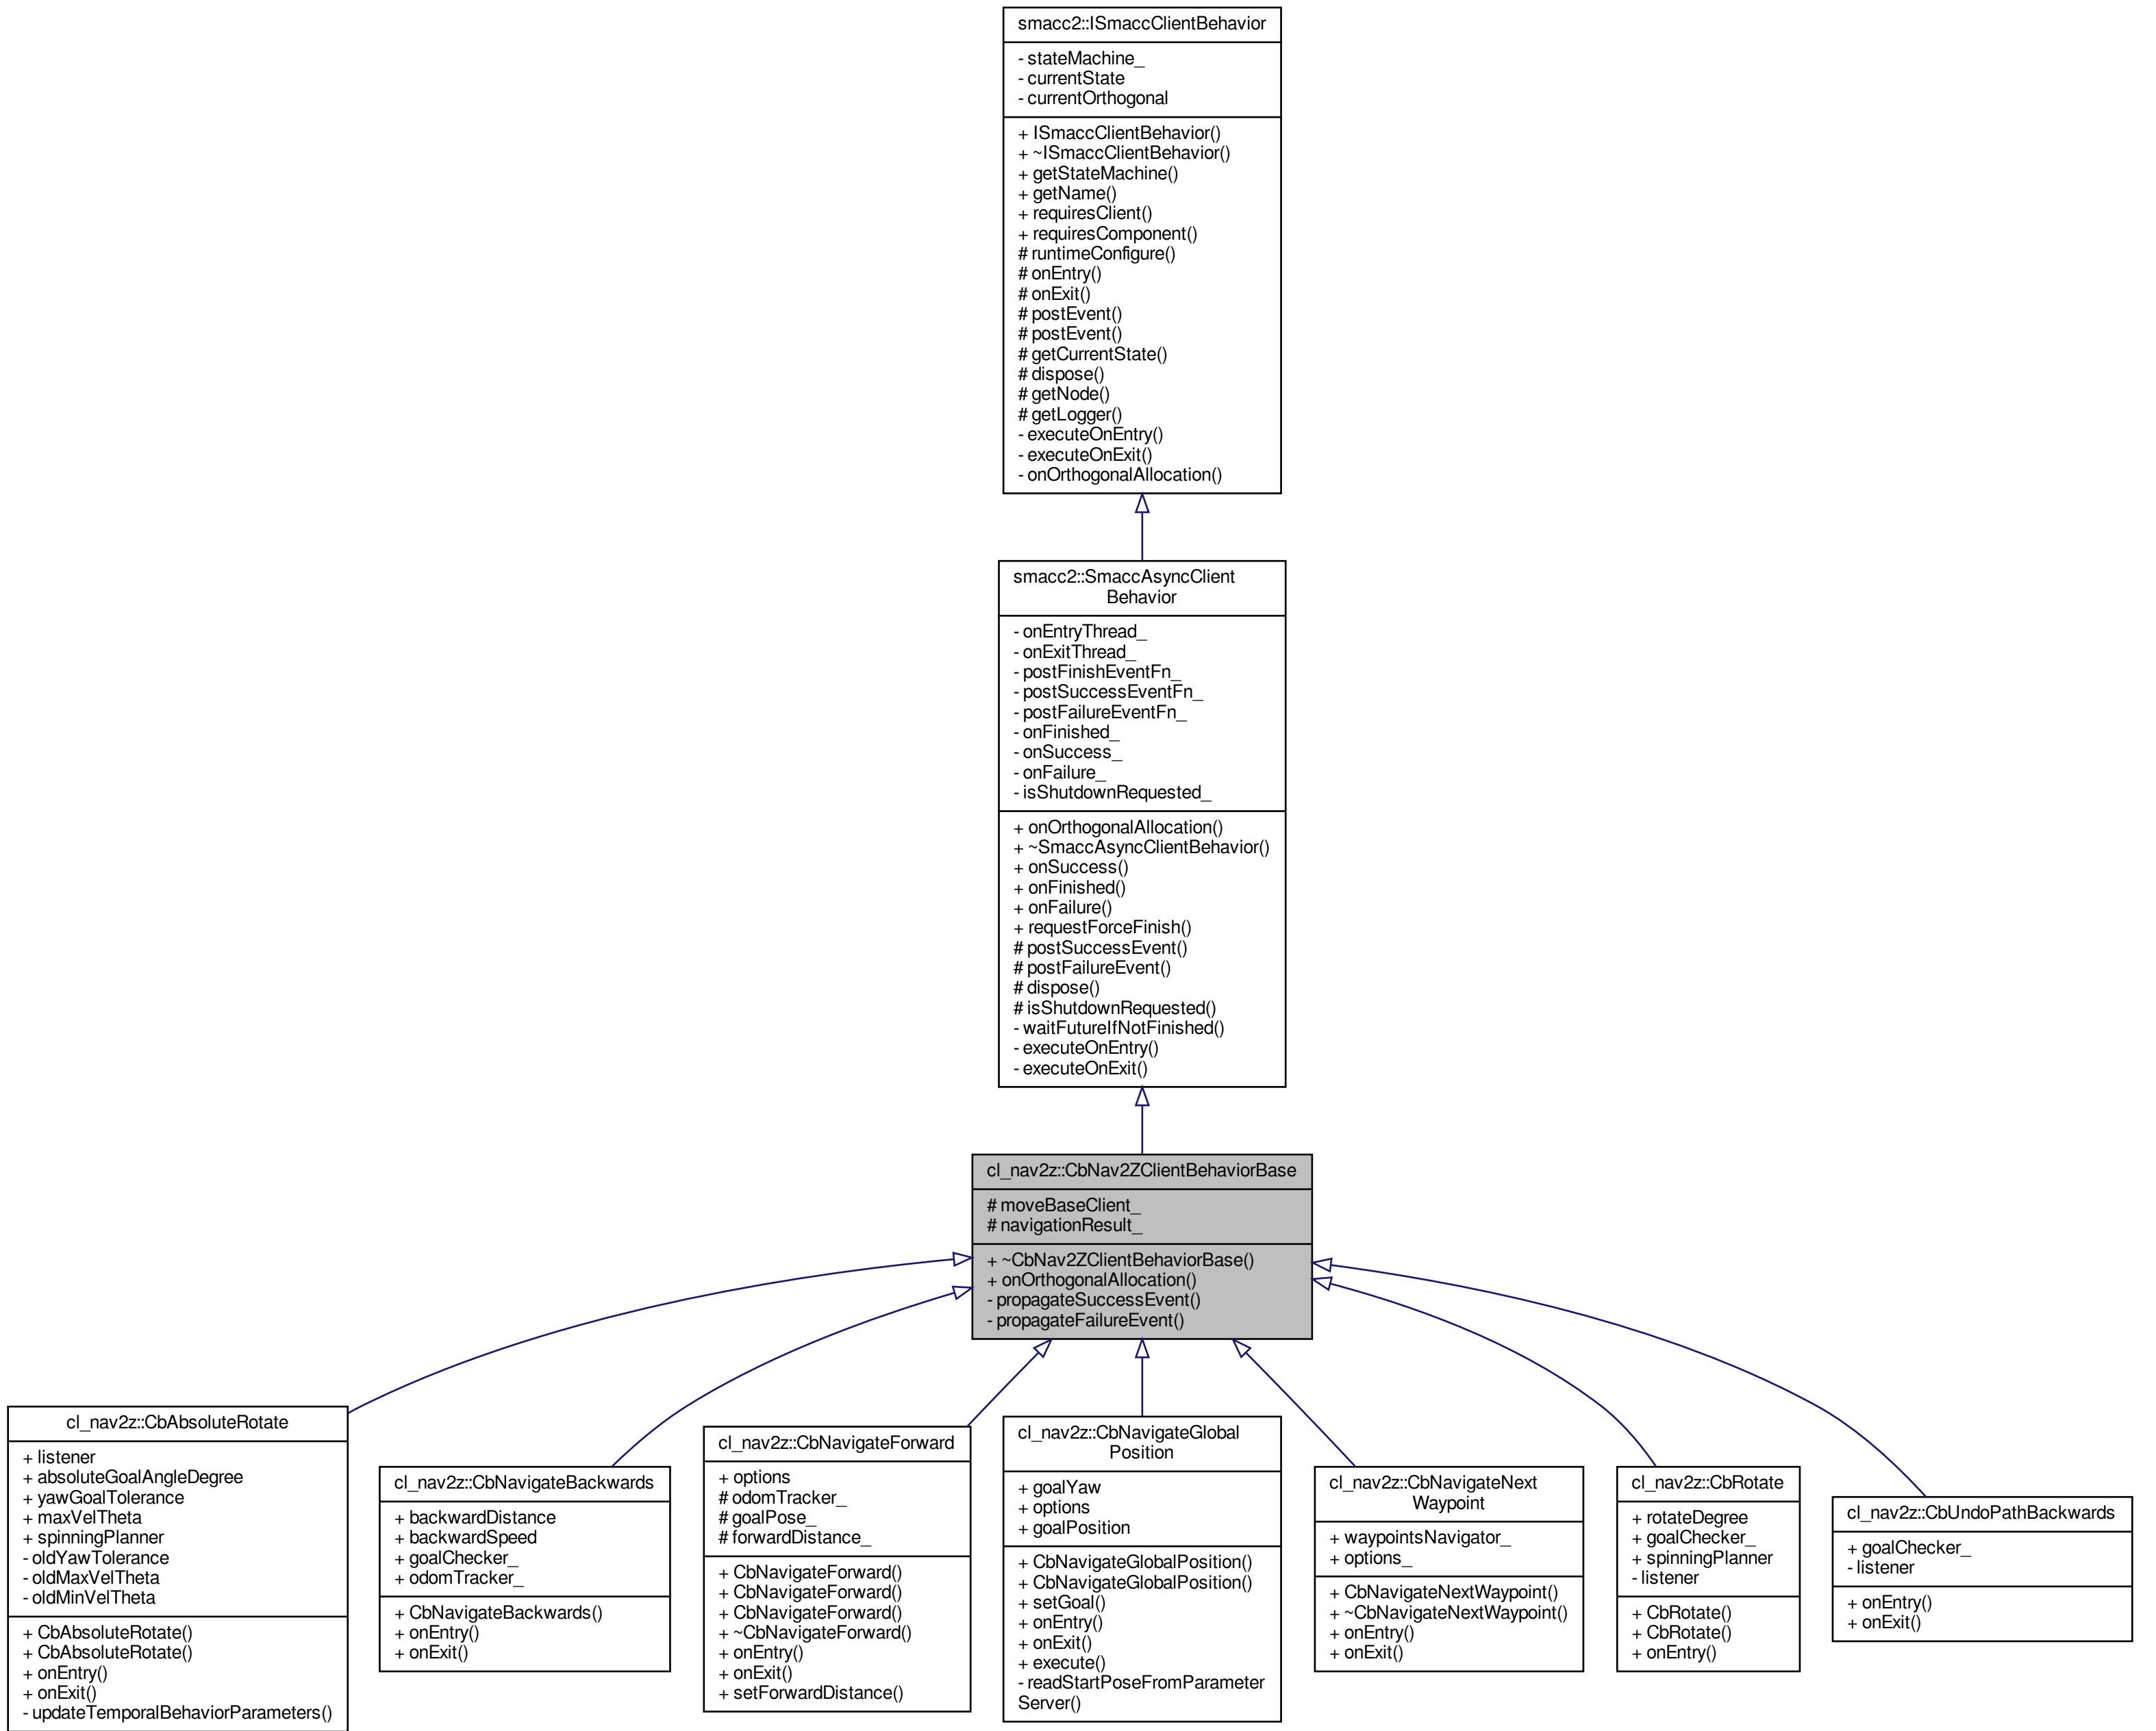 smacc2::ISmaccClientBehavior
- stateMachine_
- currentState
- currentOrthogonal
+ ISmaccClientBehavior()
+ ~ISmaccClientBehavior()
+ getStateMachine()
+ getName()
+ requiresClient()
+ requiresComponent()
# runtimeConfigure()
# onEntry()
# onExit()
# postEvent()
# postEvent()
# getCurrentState()
# dispose()
# getNode()
# getLogger()
- executeOnEntry()
- executeOnExit()
- onOrthogonalAllocation()
smacc2::SmaccAsyncClient
Behavior
- onEntryThread_
- onExitThread_
- postFinishEventFn_
- postSuccessEventFn_
- postFailureEventFn_
- onFinished_
- onSuccess_
- onFailure_
- isShutdownRequested_
+ onOrthogonalAllocation()
+ ~SmaccAsyncClientBehavior()
+ onSuccess()
+ onFinished()
+ onFailure()
+ requestForceFinish()
# postSuccessEvent()
# postFailureEvent()
# dispose()
# isShutdownRequested()
- waitFutureIfNotFinished()
- executeOnEntry()
- executeOnExit()
cl_nav2z::CbNav2ZClientBehaviorBase
# moveBaseClient_
# navigationResult_
+ ~CbNav2ZClientBehaviorBase()
+ onOrthogonalAllocation()
- propagateSuccessEvent()
- propagateFailureEvent()
cl_nav2z::CbAbsoluteRotate
+ listener
+ absoluteGoalAngleDegree
+ yawGoalTolerance
+ maxVelTheta
+ spinningPlanner
- oldYawTolerance
- oldMaxVelTheta
- oldMinVelTheta
+ CbAbsoluteRotate()
+ CbAbsoluteRotate()
+ onEntry()
+ onExit()
- updateTemporalBehaviorParameters()
cl_nav2z::CbNavigateBackwards
+ backwardDistance
+ backwardSpeed
+ goalChecker_
+ odomTracker_
+ CbNavigateBackwards()
+ onEntry()
+ onExit()
cl_nav2z::CbNavigateForward
+ options
# odomTracker_
# goalPose_
# forwardDistance_
+ CbNavigateForward()
+ CbNavigateForward()
+ CbNavigateForward()
+ ~CbNavigateForward()
+ onEntry()
+ onExit()
+ setForwardDistance()
cl_nav2z::CbNavigateGlobal
Position
+ goalYaw
+ options
+ goalPosition
+ CbNavigateGlobalPosition()
+ CbNavigateGlobalPosition()
+ setGoal()
+ onEntry()
+ onExit()
+ execute()
- readStartPoseFromParameter
Server()
cl_nav2z::CbNavigateNext
Waypoint
+ waypointsNavigator_
+ options_
+ CbNavigateNextWaypoint()
+ ~CbNavigateNextWaypoint()
+ onEntry()
+ onExit()
cl_nav2z::CbRotate
+ rotateDegree
+ goalChecker_
+ spinningPlanner
- listener
+ CbRotate()
+ CbRotate()
+ onEntry()
cl_nav2z::CbUndoPathBackwards
+ goalChecker_
- listener
+ onEntry()
+ onExit()